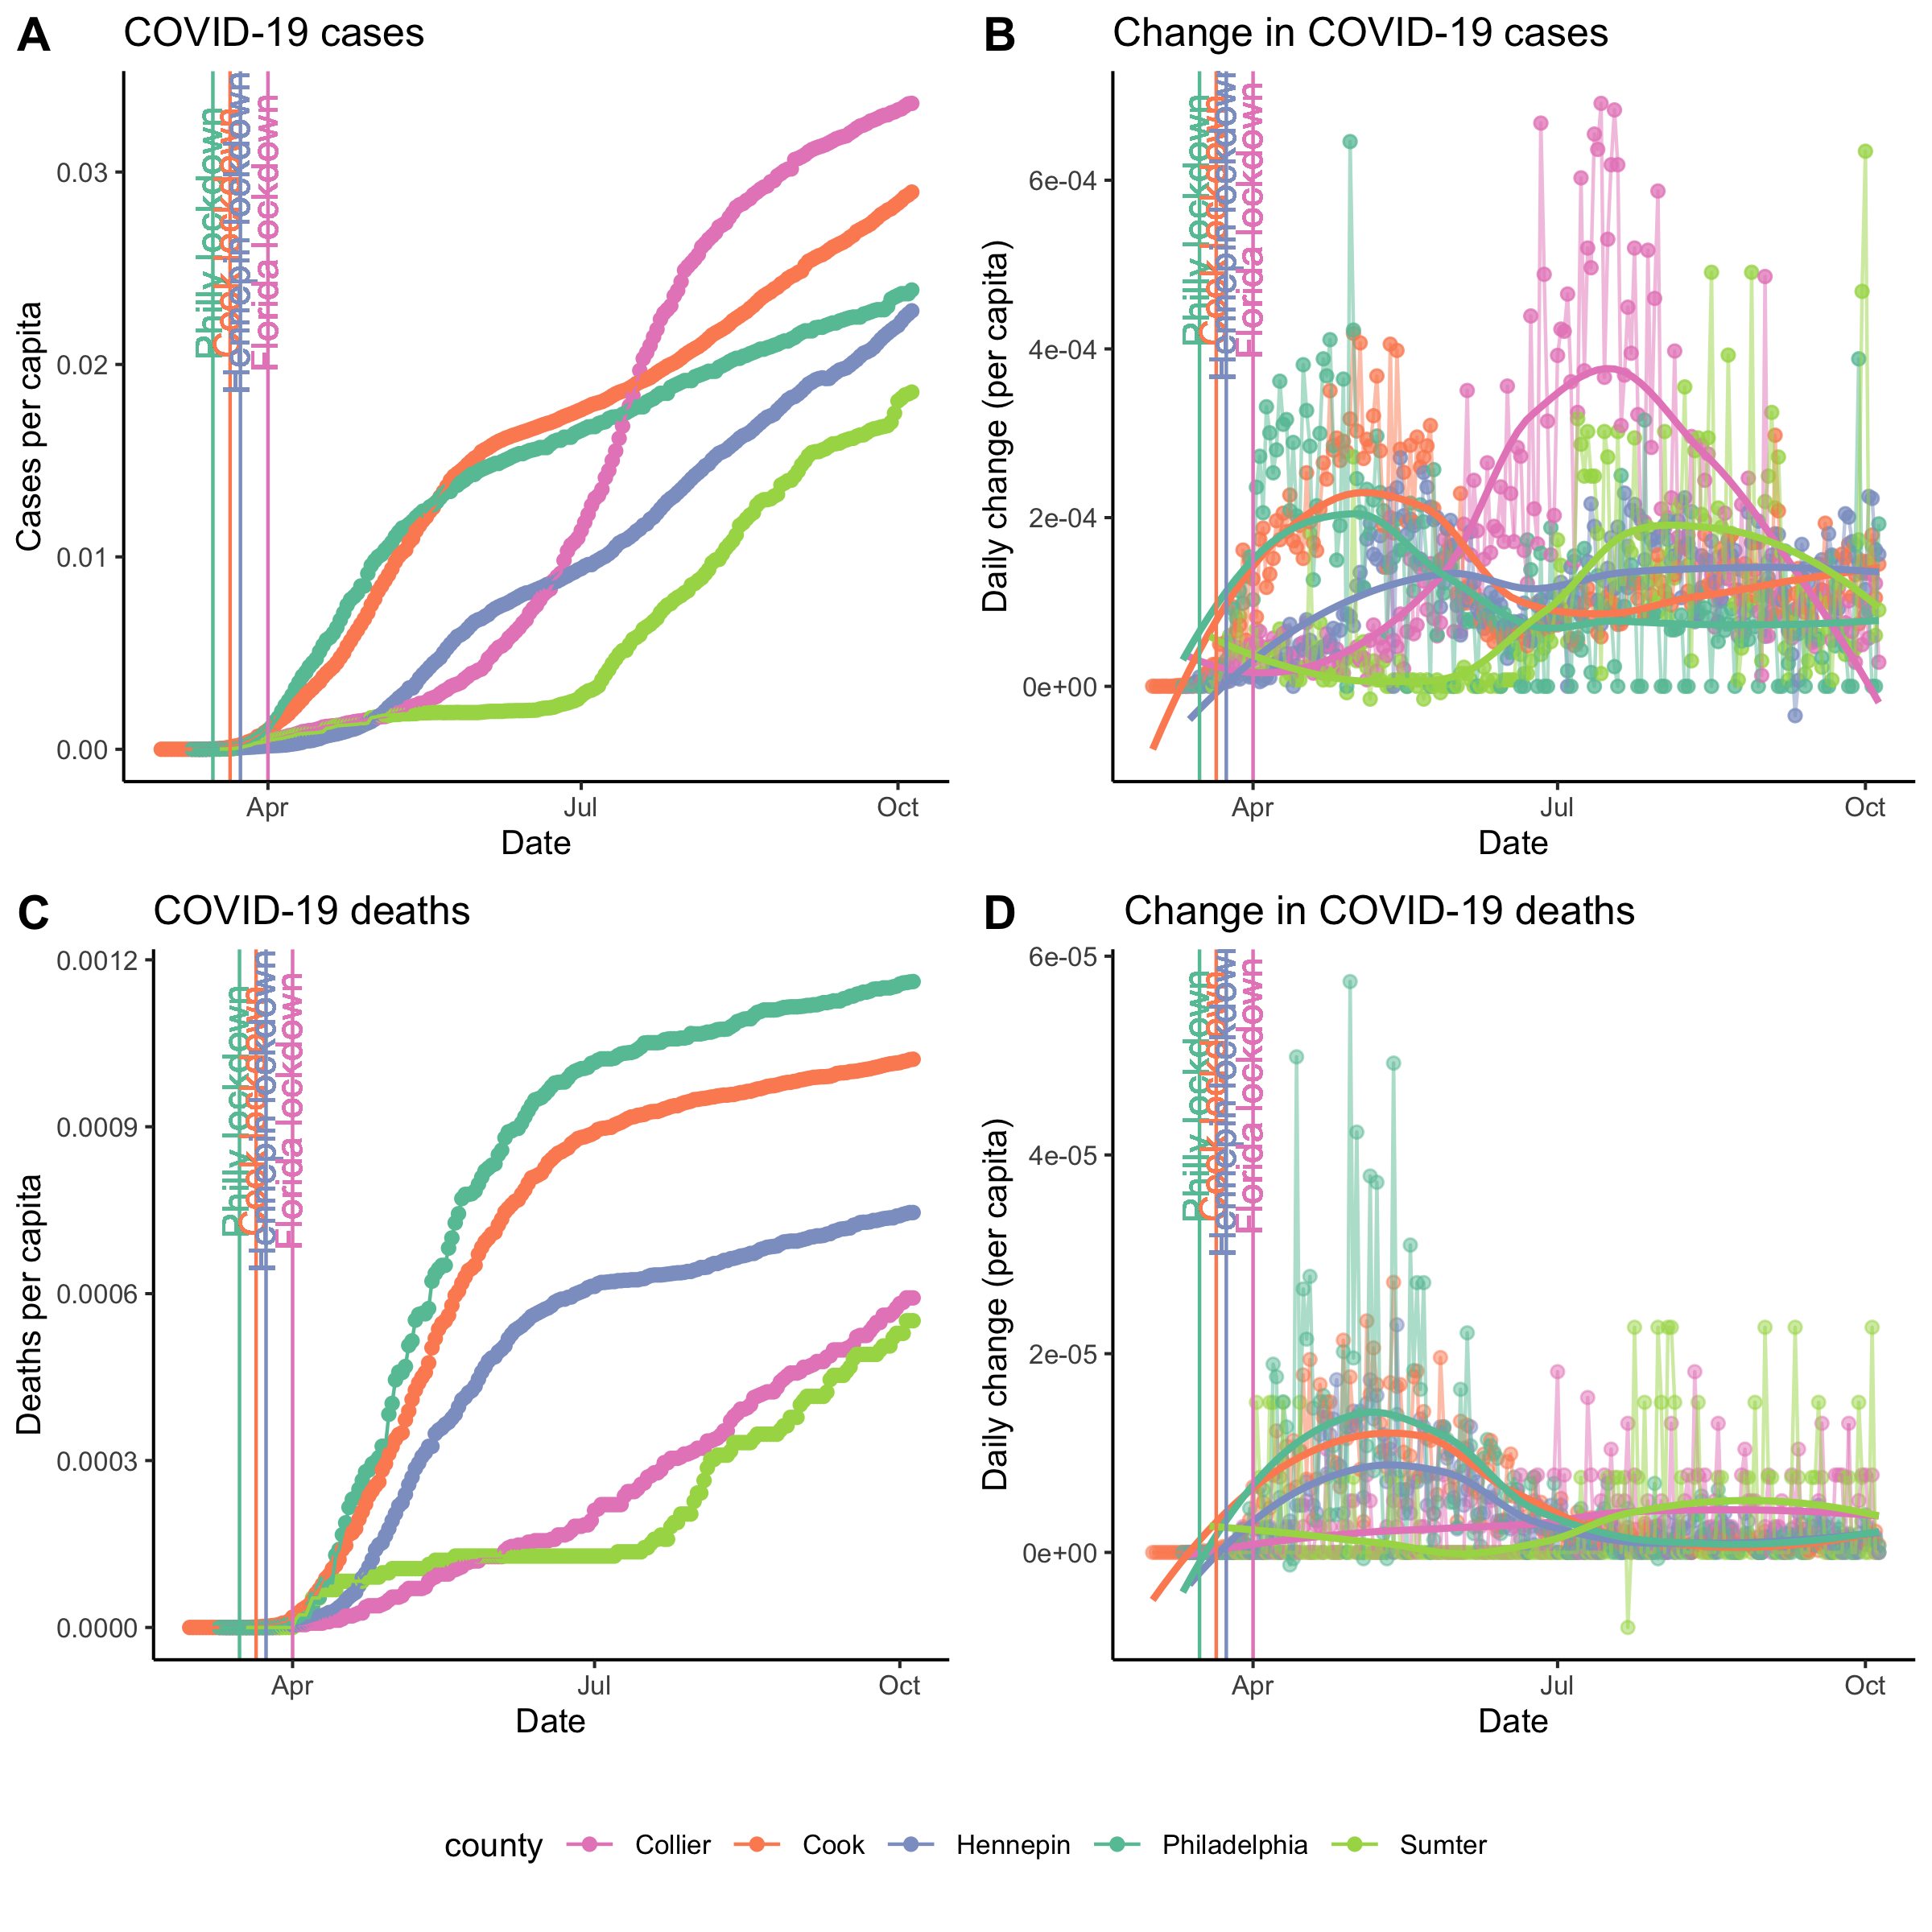 A COVID-19 cases
Cases per capita
0.03
0.02
0.01
0.00
Philly lockdown
Cook lockdown
Hennepin lockdown
Florida lockdown
Apr Jul Oct
Date
B Change in COVID-19 cases
Daily change (per capita)
6e-04
4e-04
2e-04
0e+00
Philly lockdown
Cook lockdown
Hennepin lockdown
Florida lockdown
Apr Jul Oct
Date
C COVID-19 deaths
Deaths per capita
0.0012
0.0009
0.0006
0.0003
0.0000
Philly lockdown
Cook lockdown
Hennepin lockdown
Florida lockdown
Apr Jul Oct
Date
D Change in COVID-19 deaths
Daily change (per capita)
6e-05
4e-05
2e-05
0e+00
Philly lockdown
Cook lockdown
Hennepin lockdown
Florida lockdown
Apr Jul Oct
Date
county Collier Cook Hennepin Philadelphia Sumter